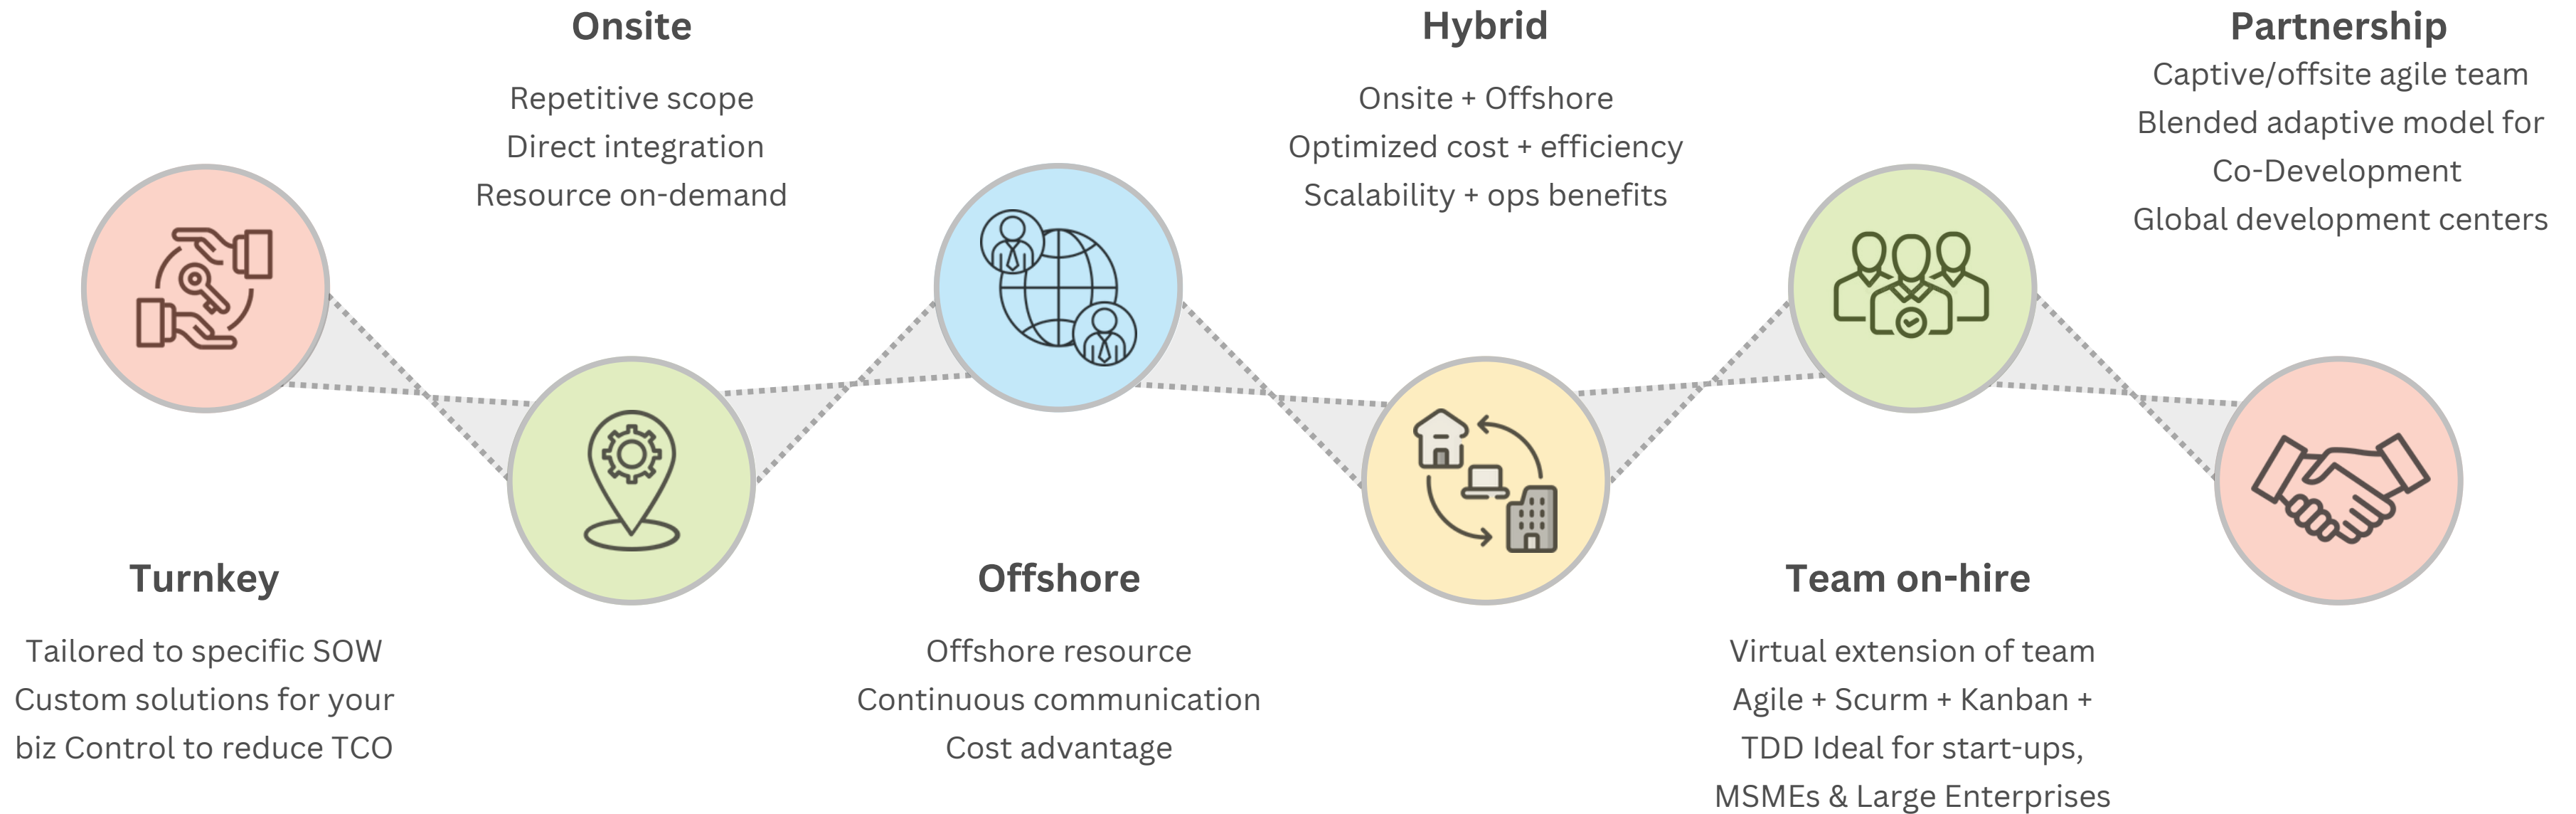 Turnkey
Tailored to specific SOW
Custom solutions for your
biz Control to reduce TCO
Onsite
Repetitive scope
Direct integration
Resource on-demand
Offshore
Offshore resource
Continuous communication
Cost advantage
Hybrid
Onsite + Offshore
Optimized cost + efficiency
Scalability + ops benefits
Team on-hire
Virtual extension of team
Agile + Scurm + Kanban +
TDD Ideal for start-ups,
MSMEs & Large Enterprises
Partnership
Captive/offsite agile team
Blended adaptive model for
Co-Development
Global development centers